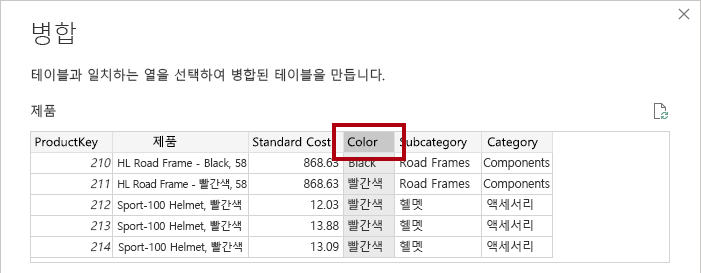 병합
테이블과 일치하는 열을 선택하여 병합된 테이블을 만듭니다.
제품
ProductKey 제품 Standard Cost Color Subcategory Category
210 HL Road Frame - Black, 58 868.63 Black Road Frames Components
211 HL Road Frame - 빨간색, 58 868.63 빨간색 Road Frames Components
212 Sport-100 Helmet, 빨간색 12.03 빨간색 헬멧 액세서리
213 Sport-100 Helmet, 빨간색 13.88 빨간색 헬멧 액세서리
214 Sport-100 Helmet, 빨간색 13.09 빨간색 헬멧 액세서리